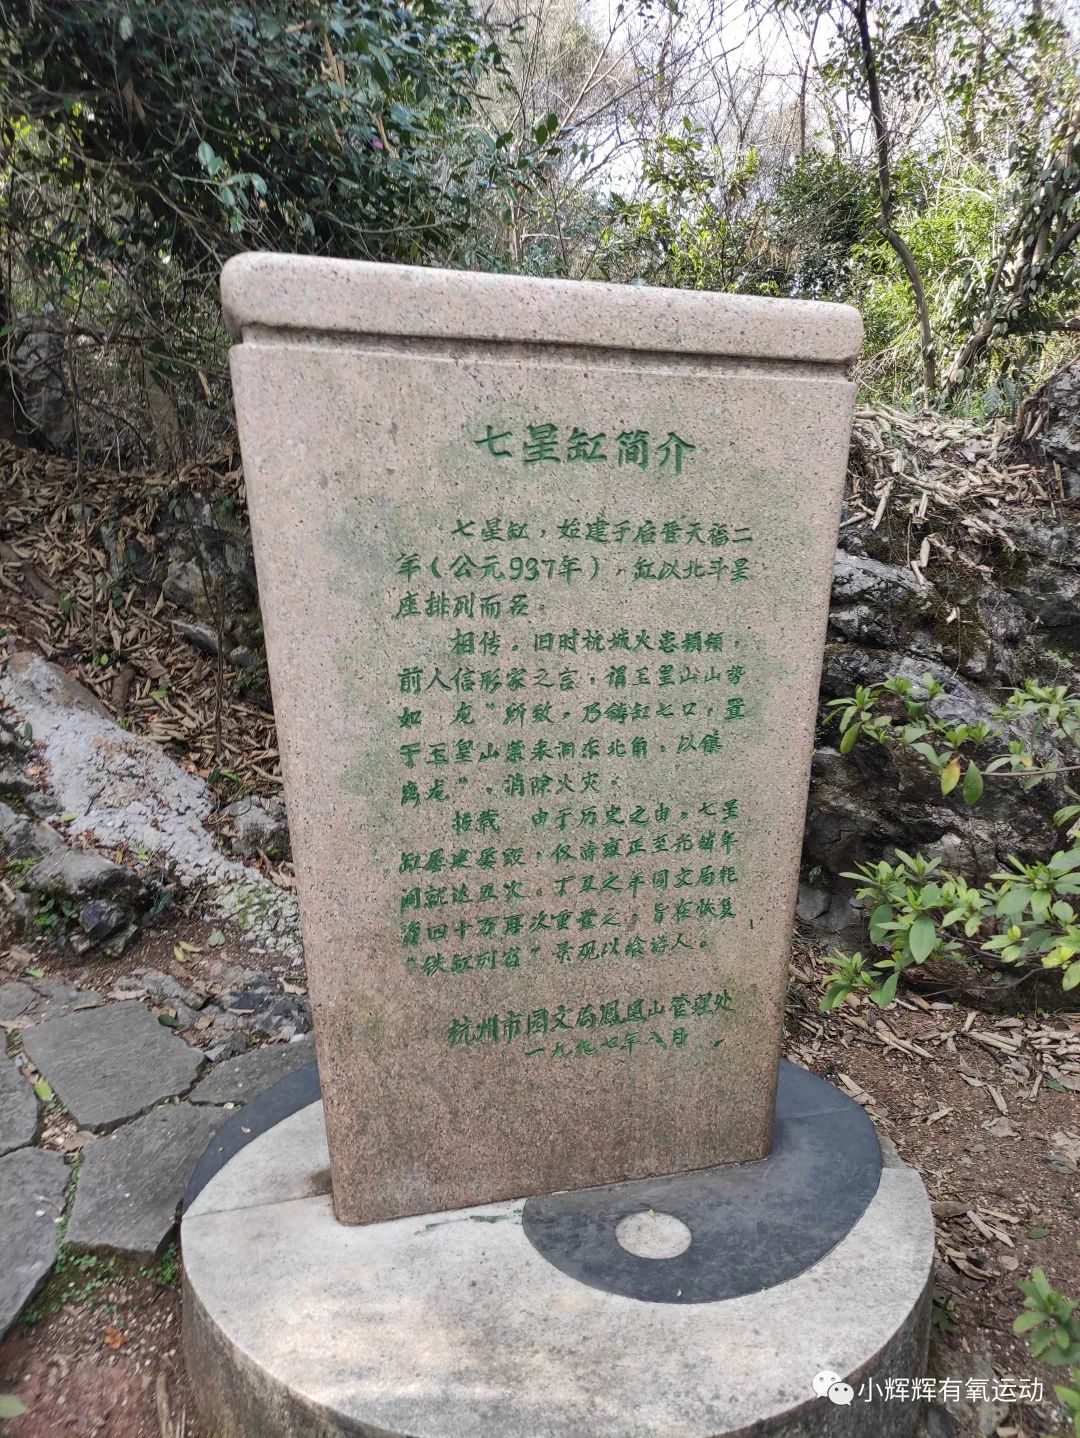 七星缸简介
七星缸，始建于后晋天福二
年（公元937年），缸以北斗星
座排列而名。
相传。旧时杭城火患频频，
前人信形家之言，谓玉皇山山势
如 龙"所致，乃铸缸七口，置
于玉皇山紫来洞东北角，以镇
离龙"，消除火灾。
据载 由于历史之由，七星
缸屡建屡毁，仅清雍正至光绪年
间就达五次。丁丑之年园文局拒
资四十万再次重置之，旨在恢复
"铁缸列宿"景观以飨游人。
杭州市园文局凤凰山管理处
一九九七年八月
小辉辉有氧运动